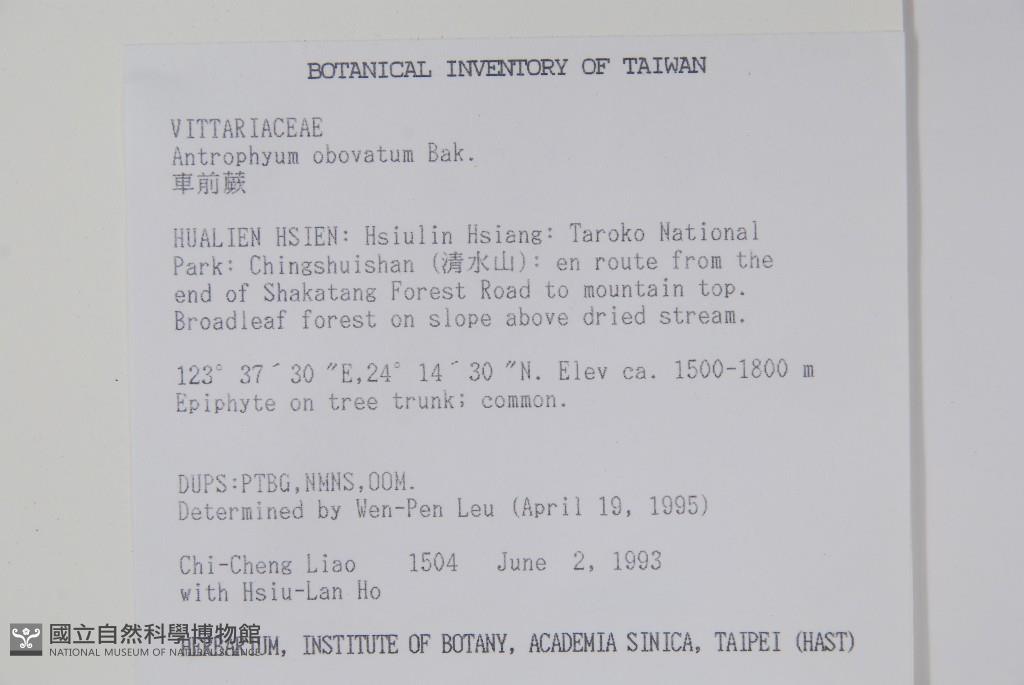 BOTANICAL INVENTORY OF TAIWAN
VITTARIACEAE
Antrophyum obovatum Bak.
車前蕨
HUALIEN HSIEN: Hsiulin Hsiang: Taroko National
Park: Chingshuishan (清水山): en route from the
end of Shakatang Forest Road to mountain top.
Broadleaf forest on slope above dried stream.
123° 37´30 ″E,24° 14´30 ″N. Elev ca. 1500-1800 m
Epiphyte on tree trunk; common.
DUPS:PTBG,NMNS,OOM.
Determined by Wen-Pen Leu (April 19, 1995)
Chi-Cheng Liao 1504 June 2, 1993
with Hsiu-Lan Ho
HERBARIUM, INSTITUTE OF BOTANY, ACADEMIA SINICA, TAIPEI (HAST)
國立自然科學博物館
NATIONAL MUSEUM OF NATURAL SCIENCE